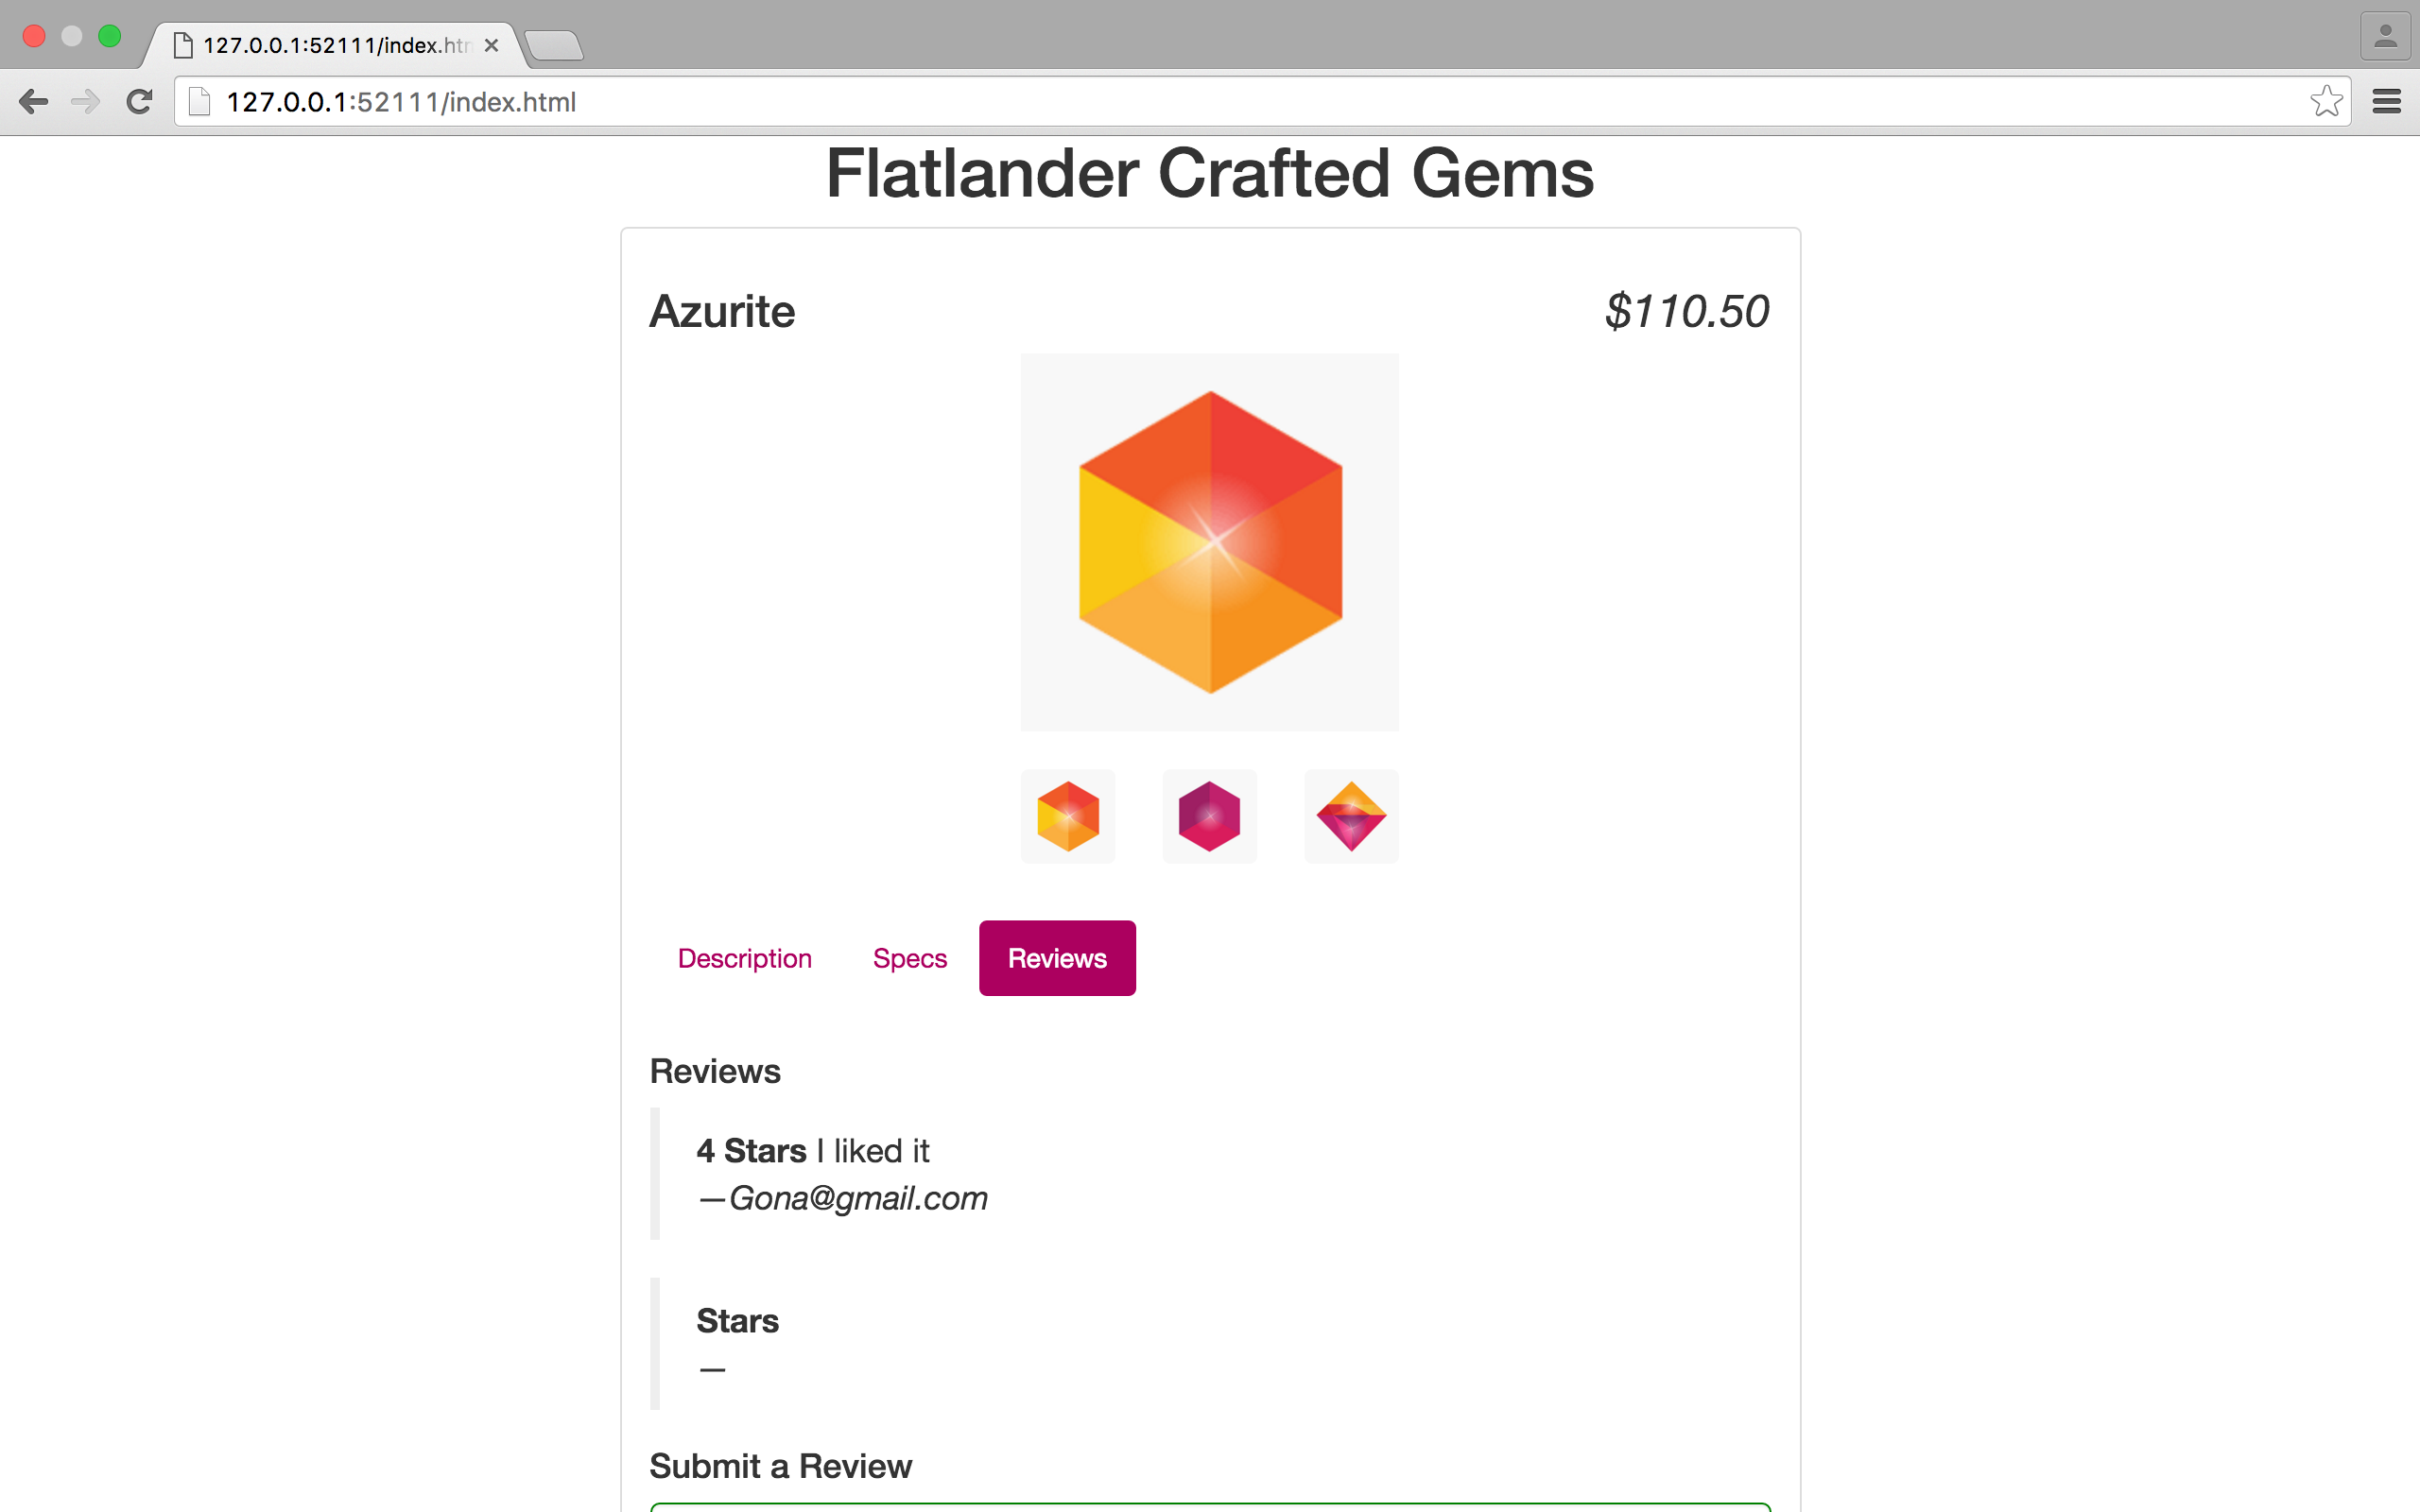 127.0.0.1:52111/index.htm
127.0.0.1:52111/index.html
Flatlander Crafted Gems
Azurite $110.50
Description Specs Reviews
Reviews
4 Stars I liked it
—Gona@gmail.com
Stars
—
Submit a Review